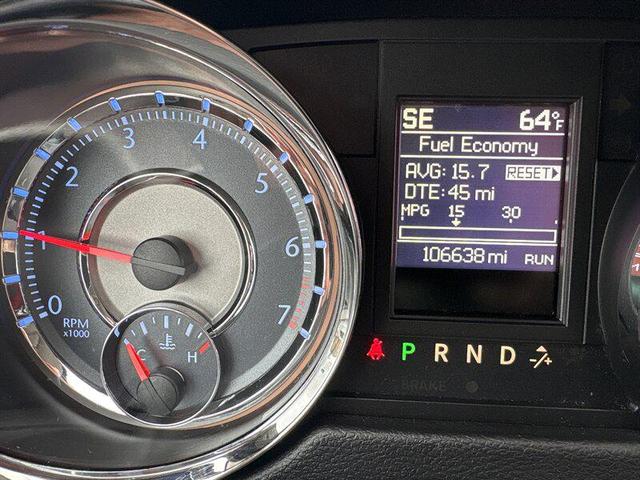 0
1
2
3
4
5
6
7
RPM
x1000
C
H
SE 64°F
Fuel Economy
AVG: 15.7 RESET
DTE: 45 mi
MPG 15 30
106638 mi RUN
P R N D -/+
BRAKE